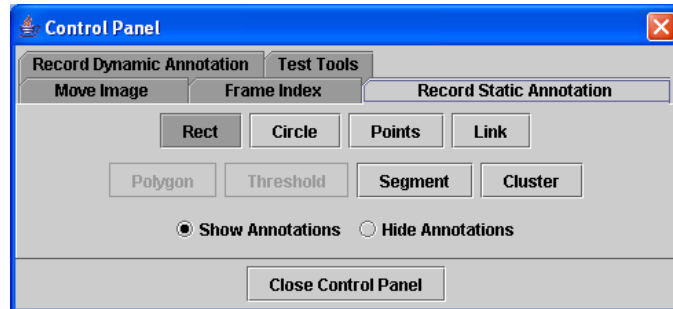 Control Panel
Record Dynamic Annotation Test Tools
Move Image Frame Index Record Static Annotation
Rect Circle Points Link
Polygon Threshold Segment Cluster
Show Annotations Hide Annotations
Close Control Panel